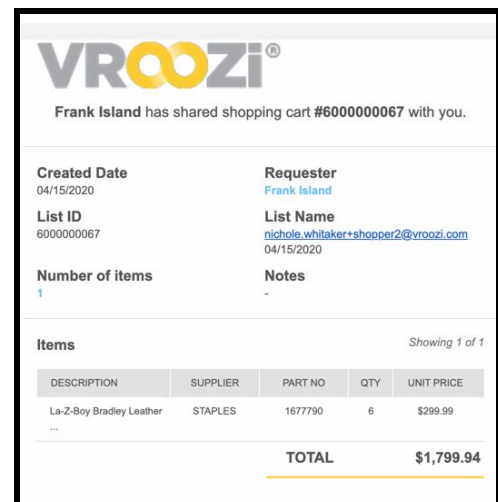 VROOZI®
Frank Island has shared shopping cart #6000000067 with you.
Created Date
04/15/2020
Requester
Frank Island
List ID
6000000067
List Name
nichole.whitaker+shopper2@vroozi.com
04/15/2020
Number of items
1
Notes
-
Items
Showing 1 of 1
DESCRIPTION SUPPLIER PART NO QTY UNIT PRICE
La-Z-Boy Bradley Leather STAPLES 1677790 6 $299.99
...
TOTAL $1,799.94